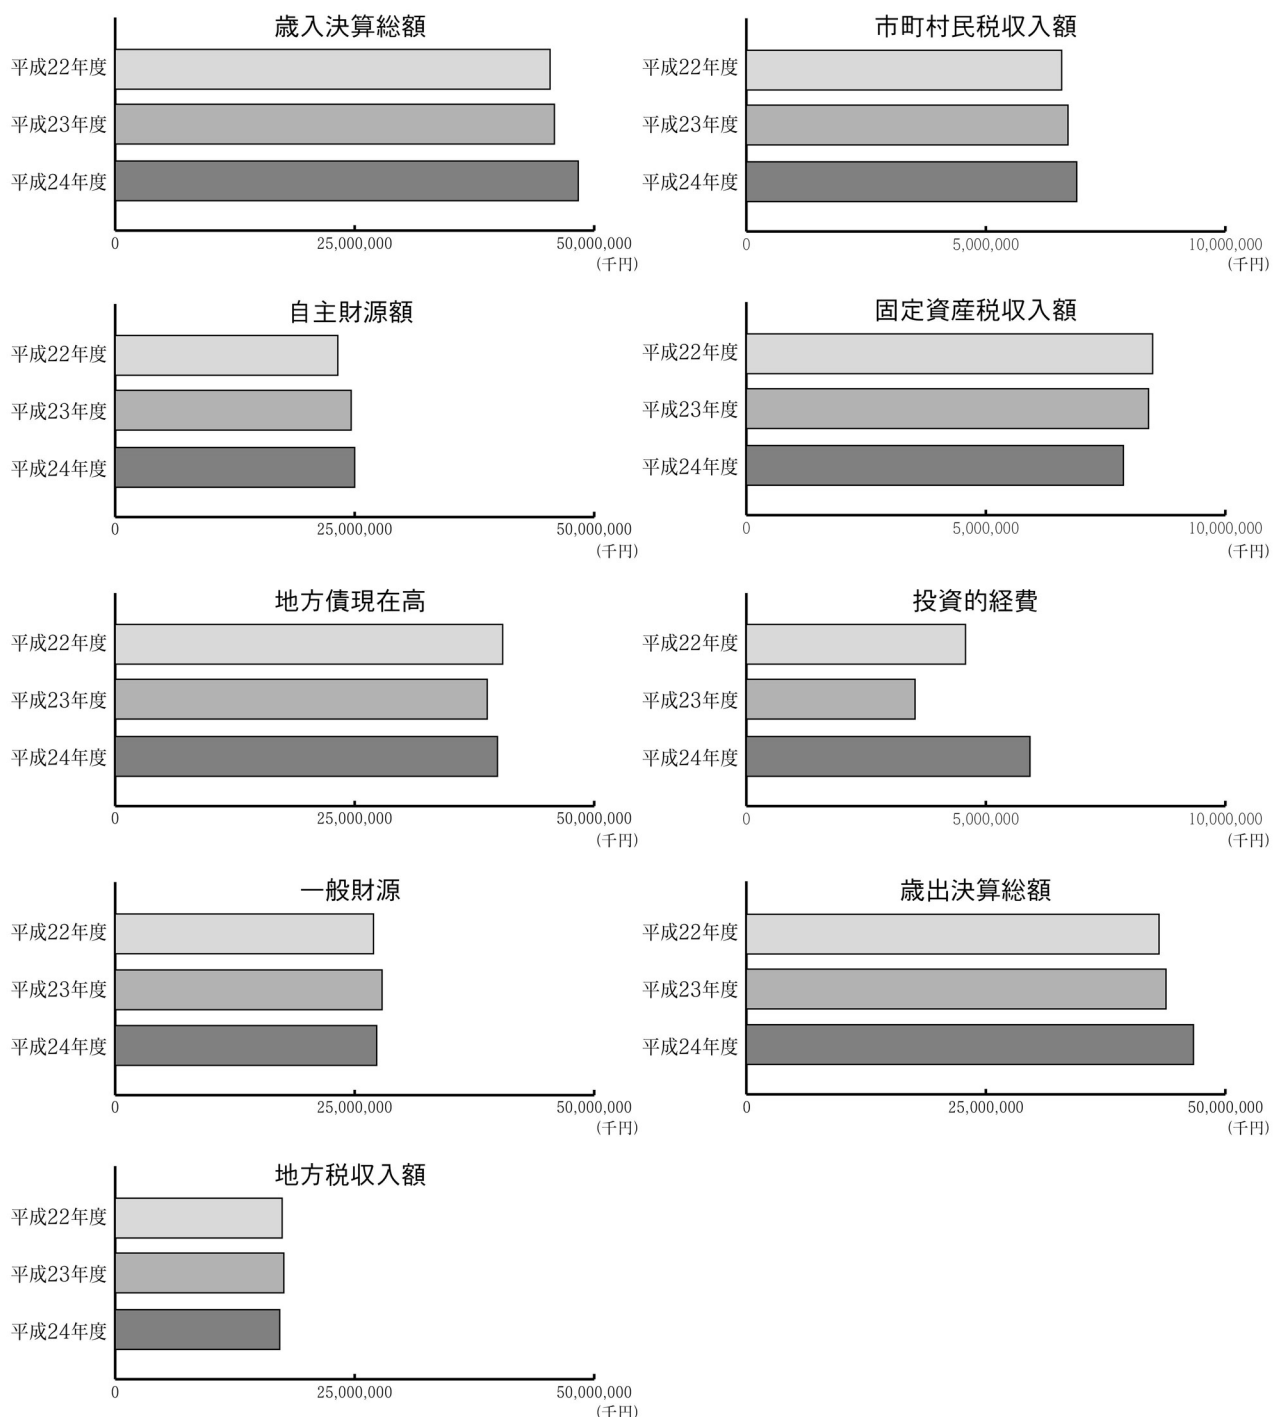 歳入決算総額
平成22年度
平成23年度
平成24年度
0 25,000,000 50,000,000
(千円)
市町村民税収入額
平成22年度
平成23年度
平成24年度
0 5,000,000 10,000,000
(千円)
自主財源額
平成22年度
平成23年度
平成24年度
0 25,000,000 50,000,000
(千円)
固定資産税収入額
平成22年度
平成23年度
平成24年度
0 5,000,000 10,000,000
(千円)
地方債現在高
平成22年度
平成23年度
平成24年度
0 25,000,000 50,000,000
(千円)
投資的経費
平成22年度
平成23年度
平成24年度
0 5,000,000 10,000,000
(千円)
一般財源
平成22年度
平成23年度
平成24年度
0 25,000,000 50,000,000
(千円)
歳出決算総額
平成22年度
平成23年度
平成24年度
0 25,000,000 50,000,000
(千円)
地方税収入額
平成22年度
平成23年度
平成24年度
0 25,000,000 50,000,000
(千円)